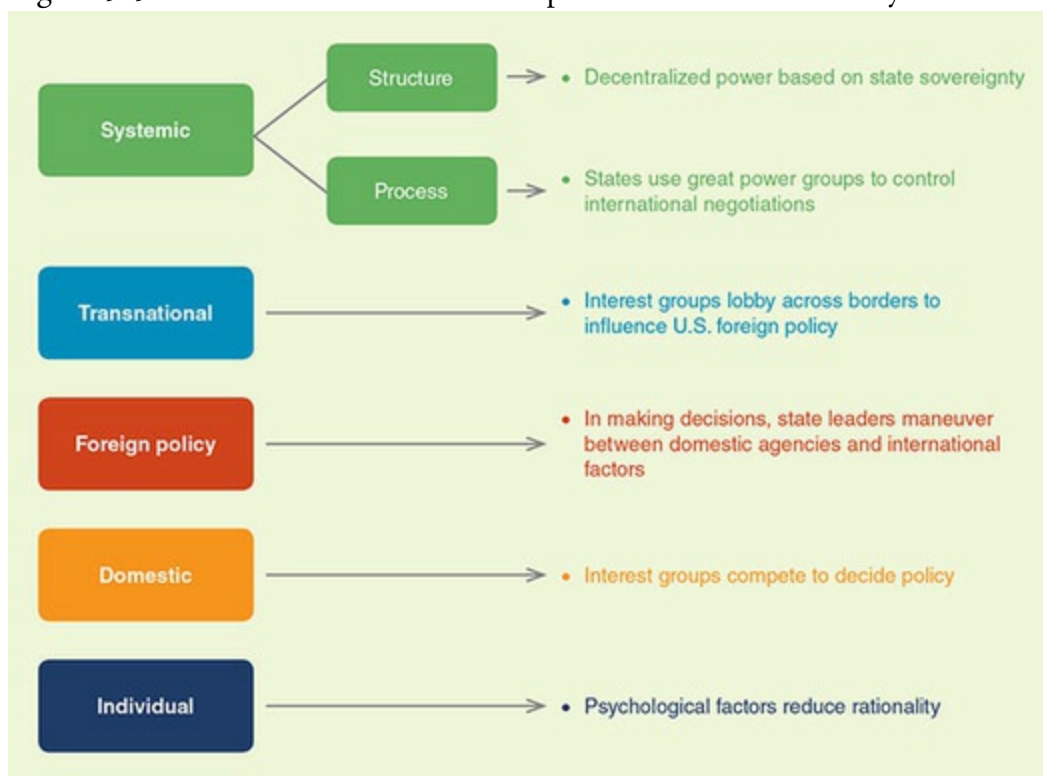 Structure
• Decentralized power based on state sovereignty
Systemic
Process
• States use great power groups to control
international negotiations
Transnational
• Interest groups lobby across borders to
influence U.S. foreign policy
Foreign policy
• In making decisions, state leaders maneuver
between domestic agencies and international
factors
Domestic
• Interest groups compete to decide policy
Individual
• Psychological factors reduce rationality